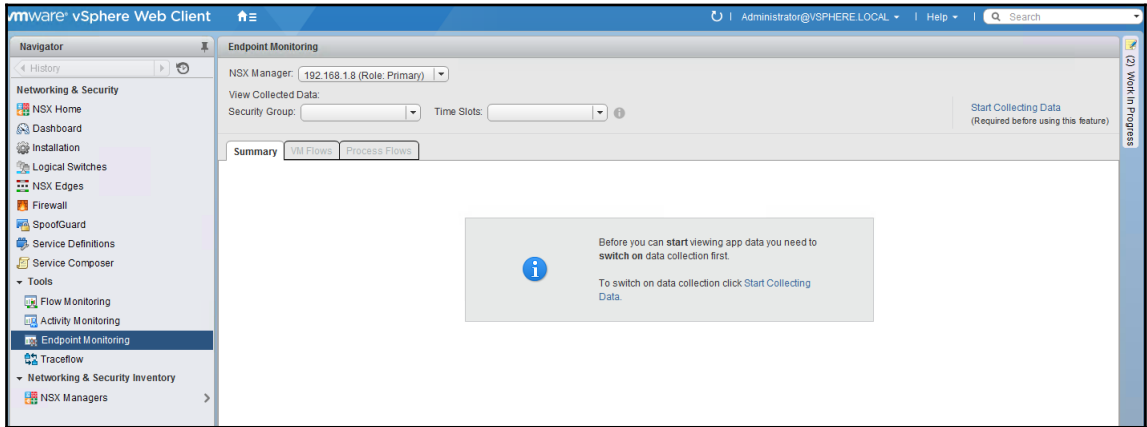 vmware® vSphere Web Client
Administrator@VSPHERE.LOCAL
Help
Search
Navigator
History
Networking & Security
NSX Home
Dashboard
Installation
Logical Switches
NSX Edges
Firewall
SpoofGuard
Service Definitions
Service Composer
Tools
Flow Monitoring
Activity Monitoring
Endpoint Monitoring
Traceflow
Networking & Security Inventory
NSX Managers
Endpoint Monitoring
NSX Manager: 192.168.1.8 (Role: Primary)
View Collected Data:
Security Group: Time Slots:
Start Collecting Data
(Required before using this feature)
Summary VM Flows Process Flows
Before you can start viewing app data you need to
switch on data collection first.
To switch on data collection click Start Collecting
Data.
(2) Work In Progress